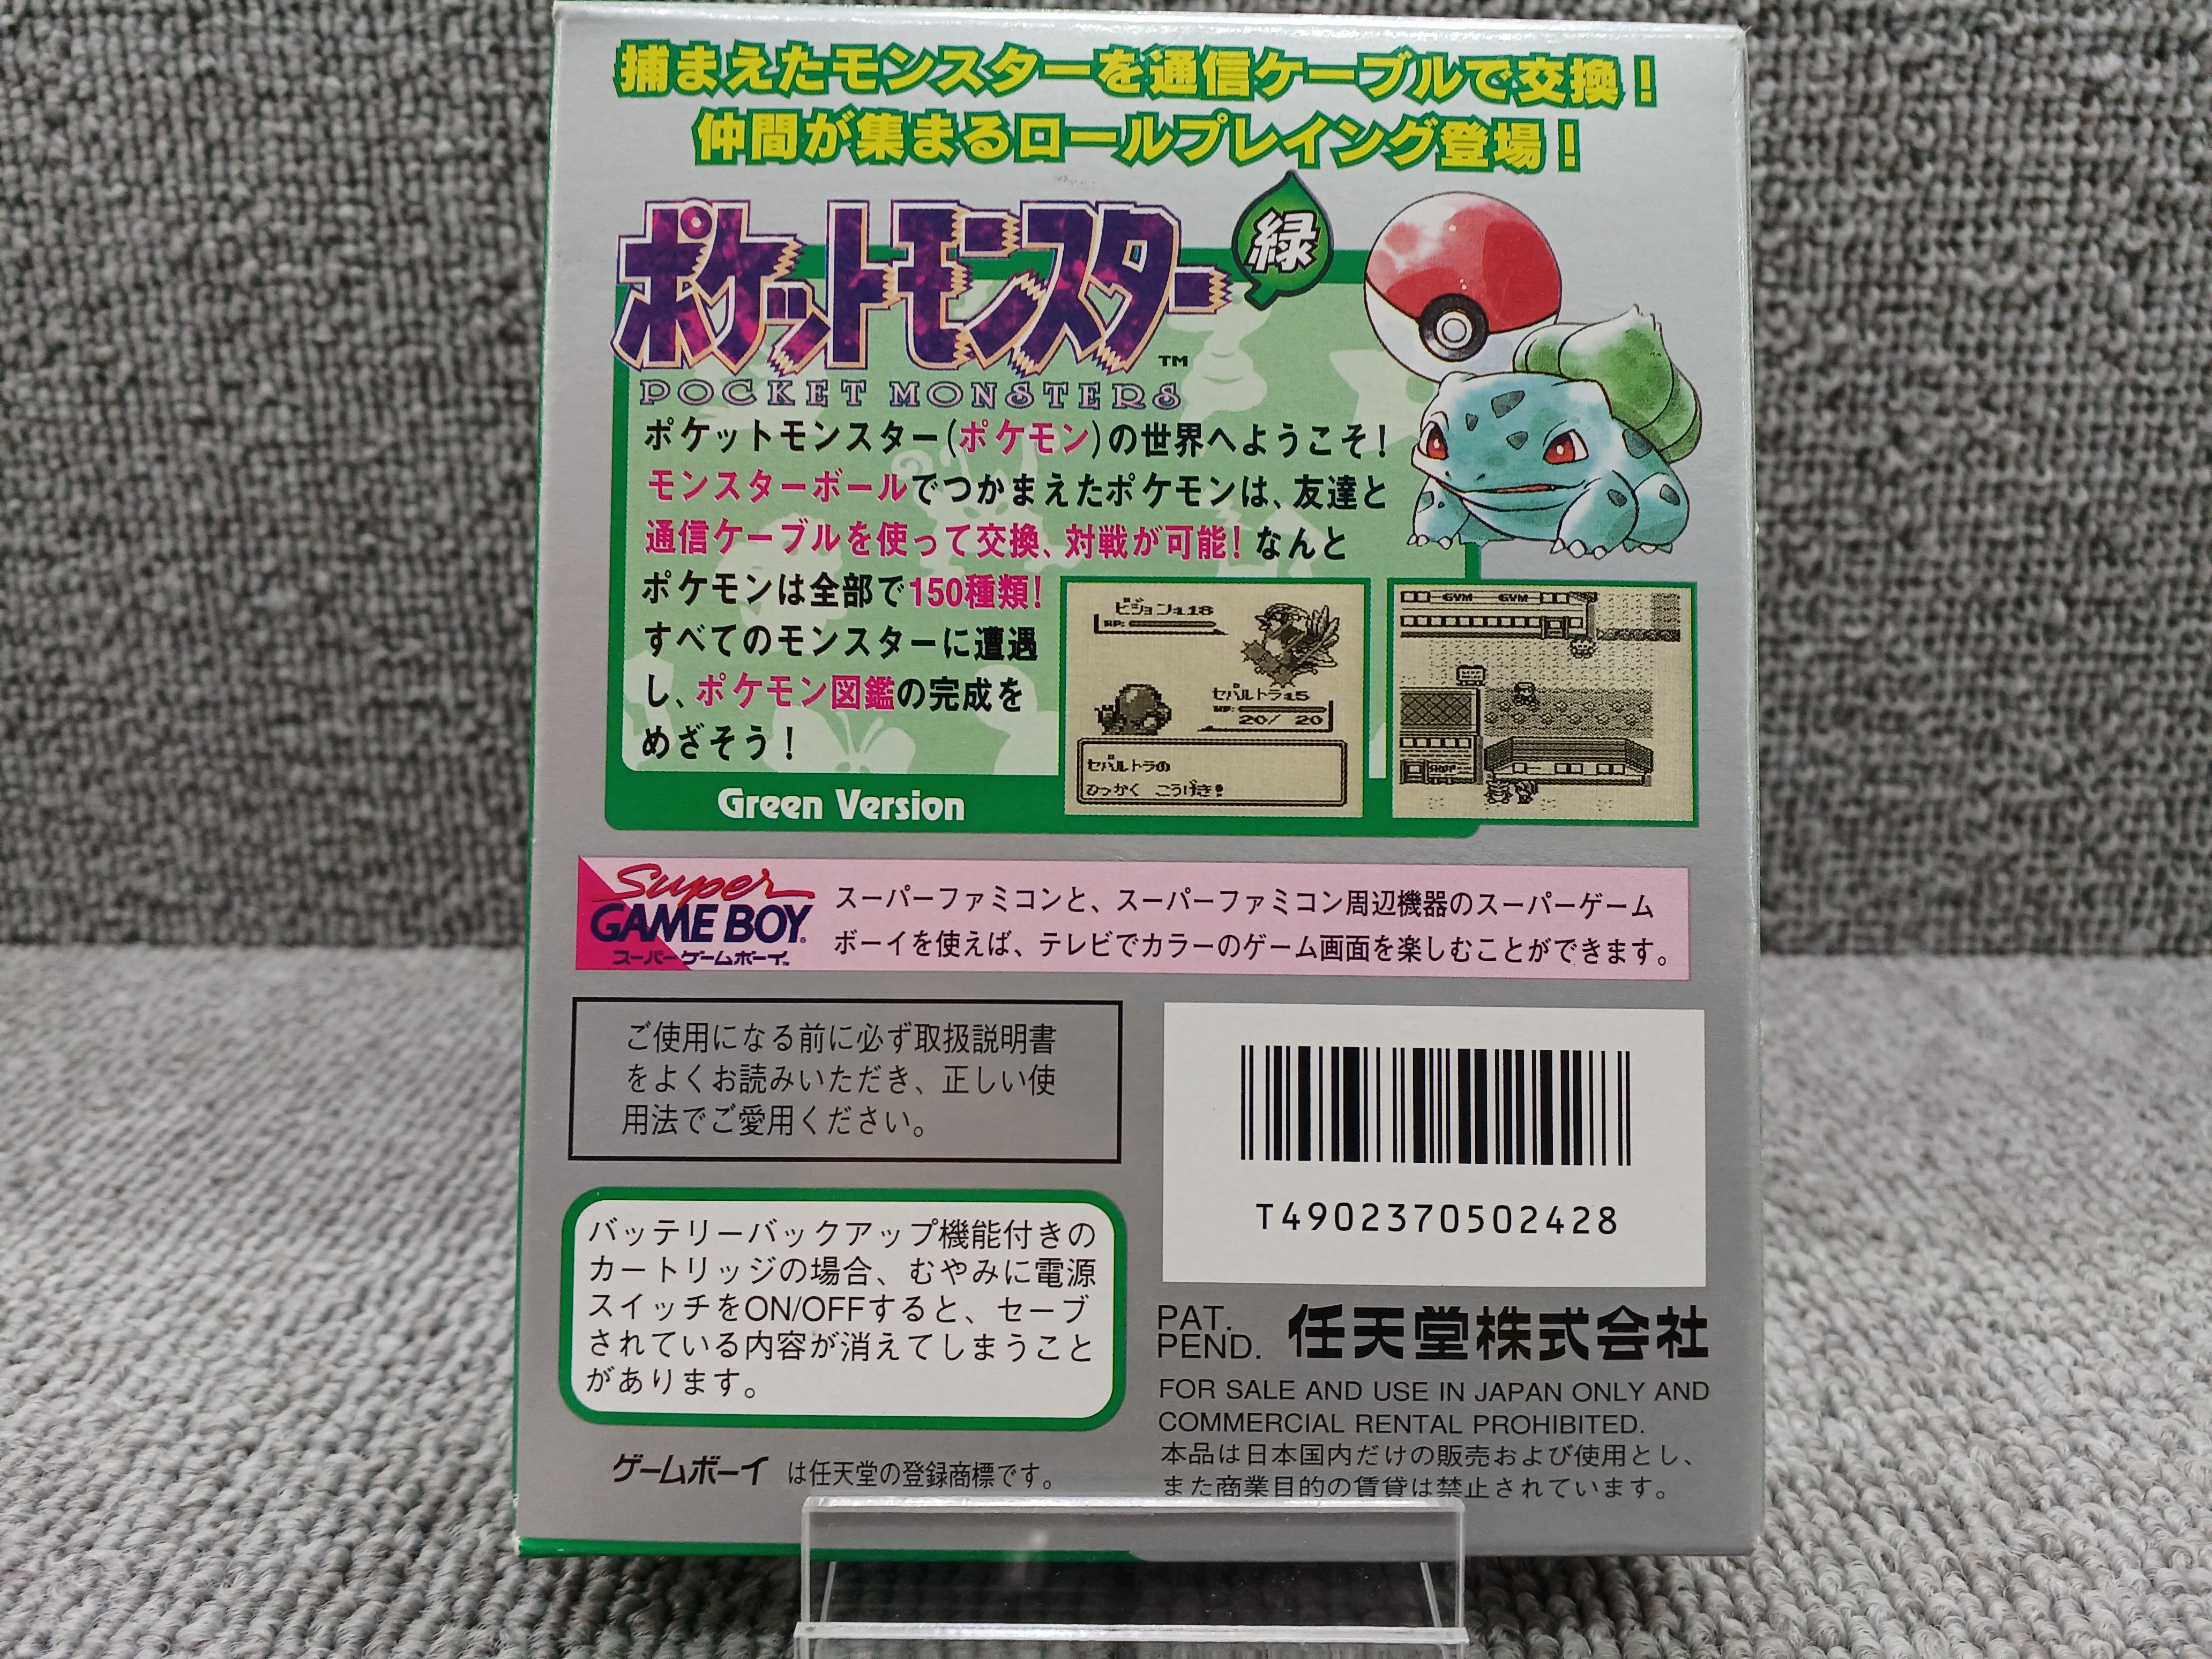 捕まえたモンスターを通信ケーブルで交換！
仲間が集まるロールプレイング登場！
ポケットモンスター
緑
TM
POCKET MONSTERS
ポケットモンスター(ポケモン)の世界へようこそ！
モンスターボールでつかまえたポケモンは、友達と
通信ケーブルを使って交換、対戦が可能！なんと
ポケモンは全部で150種類！
すべてのモンスターに遭遇
し、ポケモン図鑑の完成を
めざそう！
Green Version
ピジョン:L18
HP:
セバルトラ:L5
HP:
20/ 20
セバルトラの
ひっかく こうげき！
GYM GYM
SHOP
Super
GAME BOY
スーパーゲームボーイ
スーパーファミコンと、スーパーファミコン周辺機器のスーパーゲーム
ボーイを使えば、テレビでカラーのゲーム画面を楽しむことができます。
ご使用になる前に必ず取扱説明書
をよくお読みいただき、正しい使
用法でご愛用ください。
バッテリーバックアップ機能付きの
カートリッジの場合、むやみに電源
スイッチをON/OFFすると、セーブ
されている内容が消えてしまうこと
があります。
ゲームボーイ は任天堂の登録商標です。
T4902370502428
PAT.
PEND.
任天堂株式会社
FOR SALE AND USE IN JAPAN ONLY AND
COMMERCIAL RENTAL PROHIBITED.
本品は日本国内だけの販売および使用とし、
また商業目的の賃貸は禁止されています。